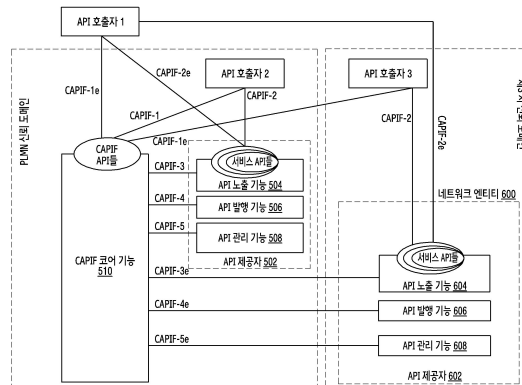 API 호출자 1
API 호출자 2
API 호출자 3
CAPIF-1e
CAPIF-2e
CAPIF-1
CAPIF-2
CAPIF-1e
CAPIF-2
CAPIF-2e
PLMN 신뢰 도메인
CAPIF
API들
CAPIF-3
서비스 API들
API 노출 기능 504
CAPIF-4
API 발행 기능 506
CAPIF-5
API 관리 기능 508
API 제공자 502
CAPIF 코어 기능
510
네트워크 엔티티 600
CAPIF-3e
서비스 API들
API 노출 기능 604
CAPIF-4e
API 발행 기능 606
CAPIF-5e
API 관리 기능 608
API 제공자 602